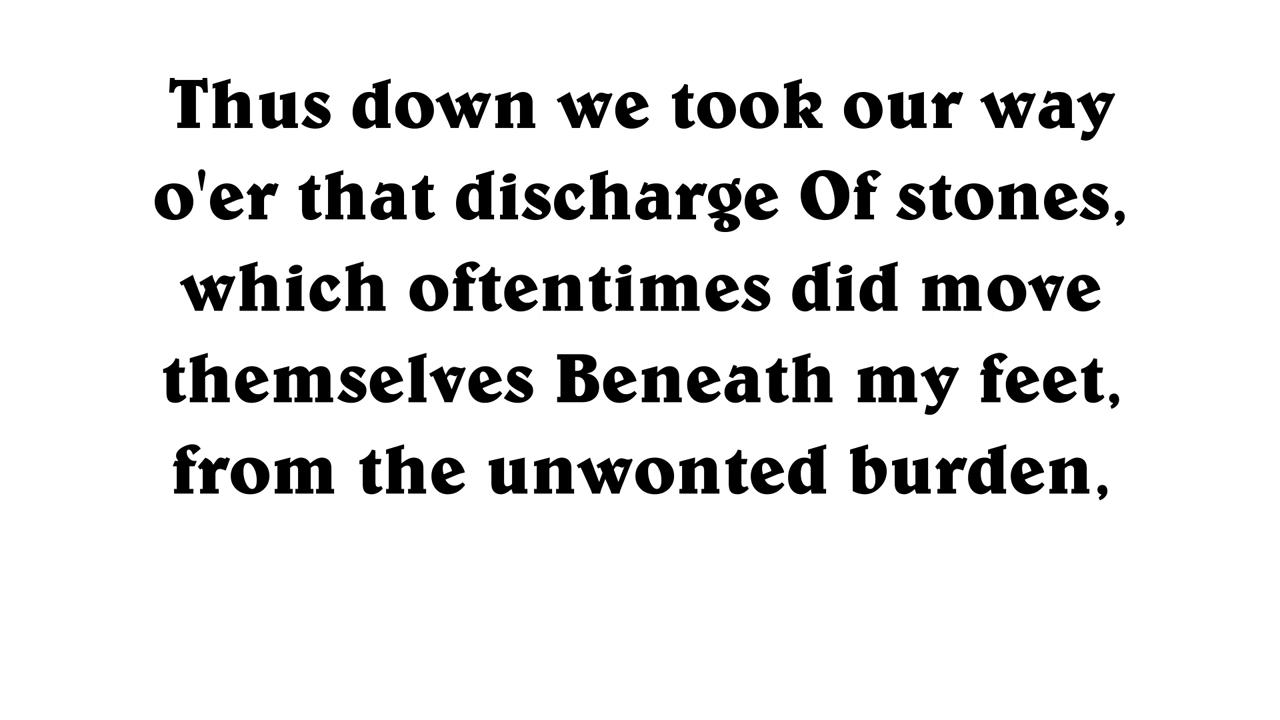 Thus down we took our way
o'er that discharge Of stones,
which oftentimes did move
themselves Beneath my feet,
from the unwonted burden,